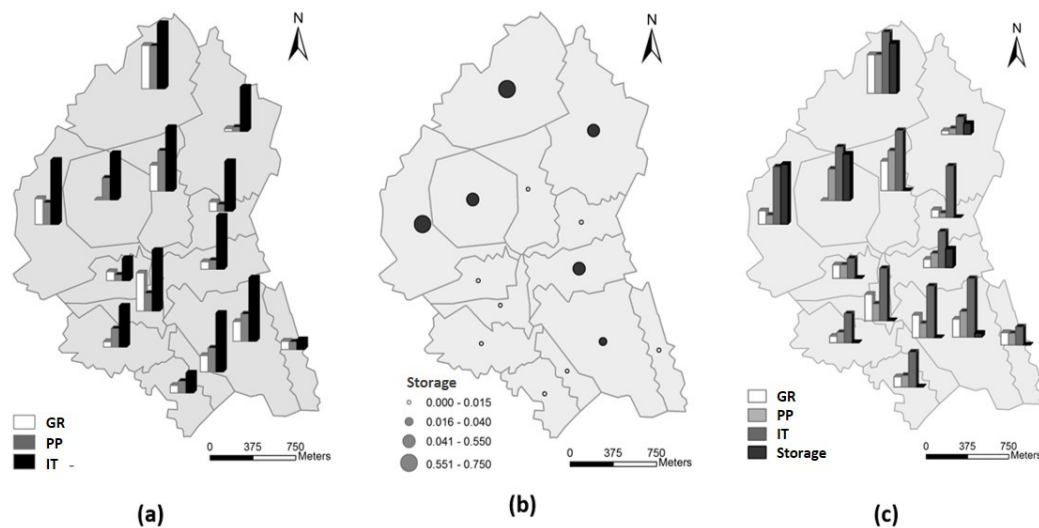 N
GR
PP
IT -
0 375 750
Meters
(a)
N
Storage
0.000 - 0.015
0.016 - 0.040
0.041 - 0.550
0.551 - 0.750
0 375 750
Meters
(b)
N
GR
PP
IT
Storage
0 375 750
Meters
(c)